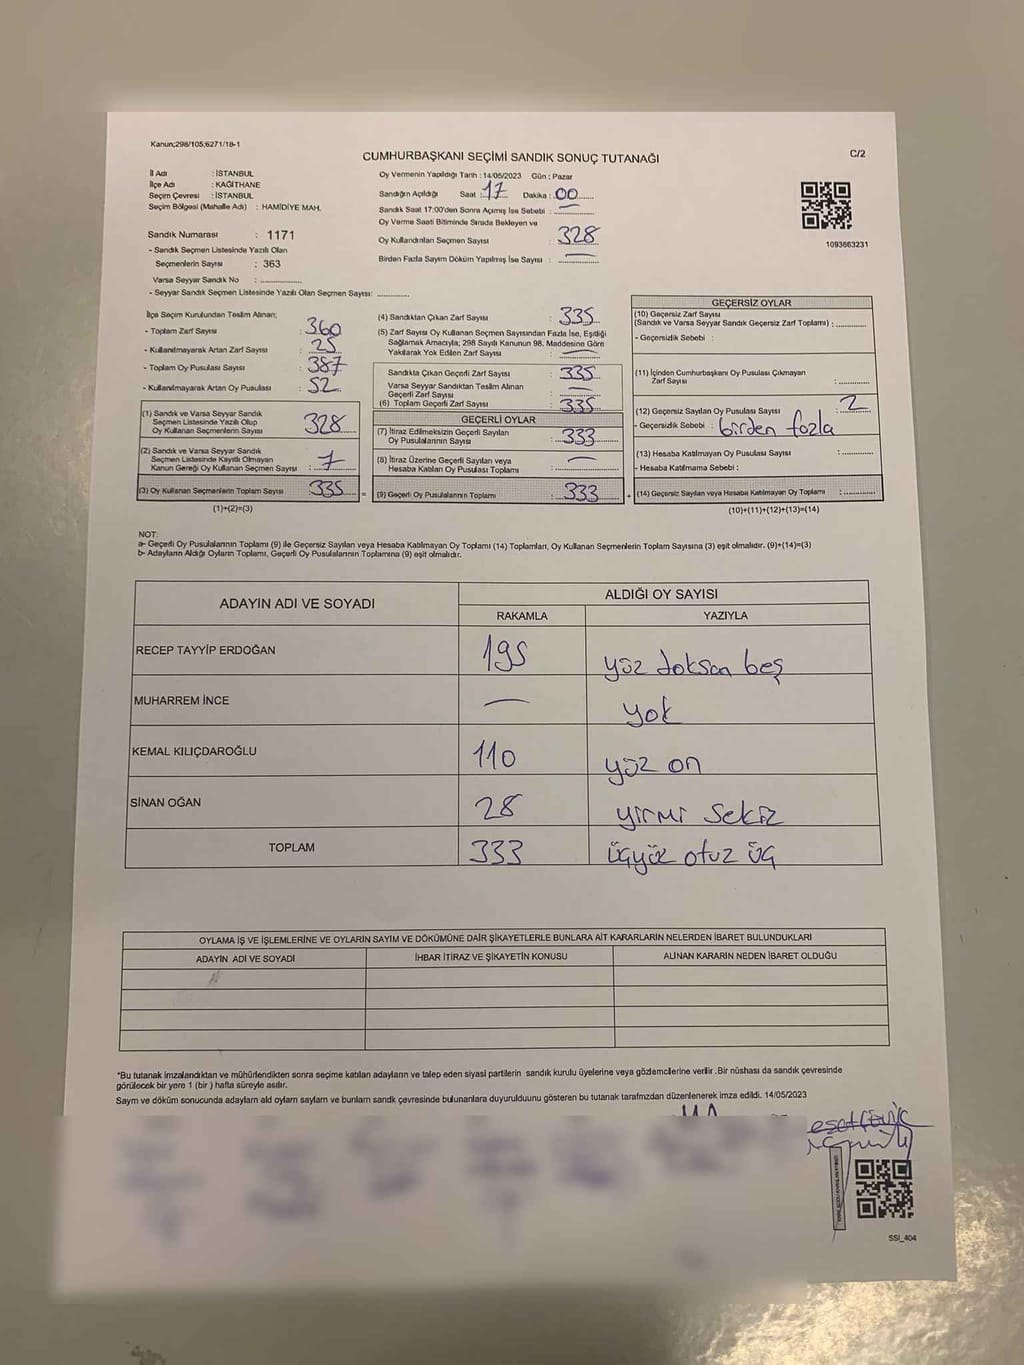 Kanun;298/105;6271/18-1
CUMHURBAŞKANI SEÇİMİ SANDIK SONUÇ TUTANAĞI
C/2
İl Adı : İSTANBUL
İlçe Adı : KAĞITHANE
Seçim Çevresi : İSTANBUL
Seçim Bölgesi (Mahalle Adı) : HAMİDİYE MAH.
Sandık Numarası : 1171
- Sandık Seçmen Listesinde Yazılı Olan
Seçmenlerin Sayısı : 363
Varsa Seyyar Sandık No : ..............
- Seyyar Sandık Seçmen Listesinde Yazılı Olan Seçmen Sayısı: ...........
Oy Vermenin Yapıldığı Tarih : 14/05/2023 Gün : Pazar
Sandığın Açıldığı Saat : 17 Dakika : 00
Sandık Saat 17:00'den Sonra Açımış İse Sebebi : ..............
Oy Verme Saati Bitiminde Sırada Bekleyen ve
Oy Kullandırılan Seçmen Sayısı : 328
Birden Fazla Sayım Döküm Yapılmış İse Sayısı : —
1093663231
İlçe Seçim Kurulundan Teslim Alınan;
- Toplam Zarf Sayısı : 360
- Kullanılmayarak Artan Zarf Sayısı : 25
- Toplam Oy Pusulası Sayısı : 387
- Kullanılmayarak Artan Oy Pusulası : 52
(1) Sandık ve Varsa Seyyar Sandık
Seçmen Listesinde Yazılı Olup
Oy Kullanan Seçmenlerin Sayısı : 328
(2) Sandık ve Varsa Seyyar Sandık
Seçmen Listesinde Kayıtlı Olmayan
Kanun Gereği Oy Kullanan Seçmen Sayısı : 7
(3) Oy Kullanan Seçmenlerin Toplam Sayısı : 335
(1)+(2)=(3)
(4) Sandıktan Çıkan Zarf Sayısı : 335
(5) Zarf Sayısı Oy Kullanan Seçmen Sayısından Fazla İse, Eşitliği
Sağlamak Amacıyla; 298 Sayılı Kanunun 98. Maddesine Göre
Yakılarak Yok Edilen Zarf Sayısı : —
Sandıkta Çıkan Geçerli Zarf Sayısı : 335
Varsa Seyyar Sandıktan Teslim Alınan
Geçerli Zarf Sayısı : —
(6) Toplam Geçerli Zarf Sayısı : 335
GEÇERLİ OYLAR
(7) İtiraz Edilmeksizin Geçerli Sayılan
Oy Pusulalarının Sayısı : 333
(8) İtiraz Üzerine Geçerli Sayılan veya
Hesaba Katılan Oy Pusulası Toplamı : —
= (9) Geçerli Oy Pusulalarının Toplamı : 333
GEÇERSİZ OYLAR
(10) Geçersiz Zarf Sayısı
(Sandık ve Varsa Seyyar Sandık Geçersiz Zarf Toplamı) : ..........
- Geçersizlik Sebebi :
(11) İçinden Cumhurbaşkanı Oy Pusulası Çıkmayan
Zarf Sayısı : ..........
(12) Geçersiz Sayılan Oy Pusulası Sayısı : 2
- Geçersizlik Sebebi : birden fazla
(13) Hesaba Katılmayan Oy Pusulası Sayısı : ..........
- Hesaba Katılmama Sebebi :
+ (14) Geçersiz Sayılan veya Hesaba Katılmayan Oy Toplamı : ..........
(10)+(11)+(12)+(13)=(14)
NOT:
a- Geçerli Oy Pusulalarının Toplamı (9) ile Geçersiz Sayılan veya Hesaba Katılmayan Oy Toplamı (14) Toplamları, Oy Kullanan Seçmenlerin Toplam Sayısına (3) eşit olmalıdır. (9)+(14)=(3)
b- Adayların Aldığı Oyların Toplamı, Geçerli Oy Pusulalarının Toplamına (9) eşit olmalıdır.
ADAYIN ADI VE SOYADI
ALDIĞI OY SAYISI
RAKAMLA YAZIYLA
RECEP TAYYİP ERDOĞAN 195 yüz doksan beş
MUHARREM İNCE — yok
KEMAL KILIÇDAROĞLU 110 yüz on
SİNAN OĞAN 28 yirmi sekiz
TOPLAM 333 üçyüz otuz üç
OYLAMA İŞ VE İŞLEMLERİNE VE OYLARIN SAYIM VE DÖKÜMÜNE DAİR ŞİKAYETLERLE BUNLARA AİT KARARLARIN NELERDEN İBARET BULUNDUKLARI
ADAYIN ADI VE SOYADI İHBAR İTİRAZ VE ŞİKAYETİN KONUSU ALINAN KARARIN NEDEN İBARET OLDUĞU
*Bu tutanak imzalandıktan ve mühürlendikten sonra seçime katılan adayların ve talep eden siyasi partilerin sandık kurulu üyelerine veya gözlemcilerine verilir.Bir nüshası da sandık çevresinde
görülecek bir yere 1 (bir) hafta süreyle asılır.
Sayım ve döküm sonucunda adayların aldı oyların sayların ve bunların sandk çevresinde bulunanlara duyurulduunu gösteren bu tutanak tarafmzdan düzenlenerek imza edildi. 14/05/2023
SSI_404